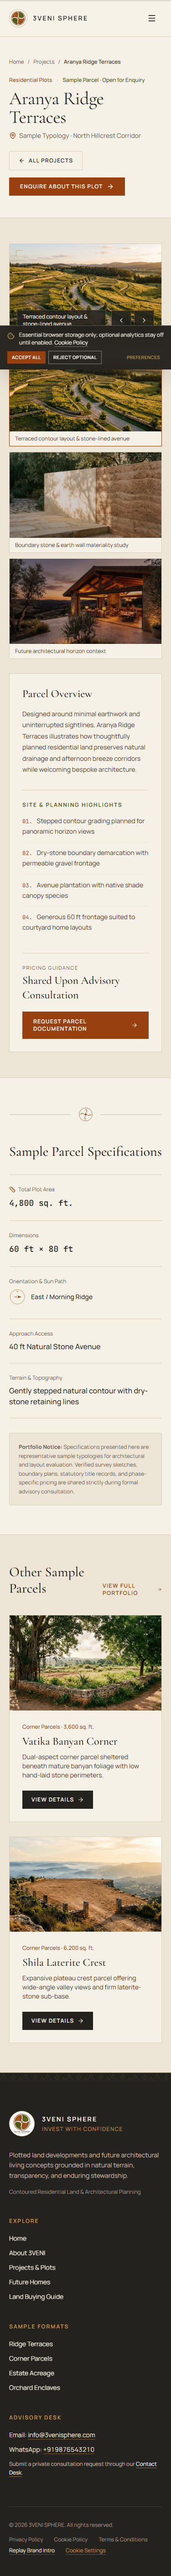 3VENI SPHERE
Home / Projects / Aranya Ridge Terraces
Residential Plots Sample Parcel · Open for Enquiry
Aranya Ridge
Terraces
Sample Typology · North Hillcrest Corridor
← ALL PROJECTS
ENQUIRE ABOUT THIS PLOT →
Terraced contour layout &
stone-lined avenue
Essential browser storage only; optional analytics stay off
until enabled. Cookie Policy
ACCEPT ALL REJECT OPTIONAL PREFERENCES
Terraced contour layout & stone-lined avenue
Boundary stone & earth wall materiality study
Future architectural horizon context
Parcel Overview
Designed around minimal earthwork and
uninterrupted sightlines, Aranya Ridge
Terraces illustrates how thoughtfully
planned residential land preserves natural
drainage and afternoon breeze corridors
while welcoming bespoke architecture.
SITE & PLANNING HIGHLIGHTS
01. Stepped contour grading planned for
panoramic horizon views
02. Dry-stone boundary demarcation with
permeable gravel frontage
03. Avenue plantation with native shade
canopy species
04. Generous 60 ft frontage suited to
courtyard home layouts
PRICING GUIDANCE
Shared Upon Advisory
Consultation
REQUEST PARCEL
DOCUMENTATION →
Sample Parcel Specifications
Total Plot Area
4,800 sq. ft.
Dimensions
60 ft × 80 ft
Orientation & Sun Path
East / Morning Ridge
Approach Access
40 ft Natural Stone Avenue
Terrain & Topography
Gently stepped natural contour with dry-
stone retaining lines
Portfolio Notice: Specifications presented here are
representative sample typologies for architectural
and layout evaluation. Verified survey sketches,
boundary plans, statutory title records, and phase-
specific pricing are shared strictly during formal
advisory consultation.
Other Sample
Parcels
VIEW FULL
PORTFOLIO →
Corner Parcels · 3,600 sq. ft.
Vatika Banyan Corner
Dual-aspect corner parcel sheltered
beneath mature banyan foliage with low
hand-laid stone perimeters.
VIEW DETAILS →
Corner Parcels · 6,200 sq. ft.
Shila Laterite Crest
Expansive plateau crest parcel offering
wide-angle valley views and firm laterite-
stone sub-base.
VIEW DETAILS →
3VENI SPHERE
INVEST WITH CONFIDENCE
Plotted land developments and future architectural
living concepts grounded in natural terrain,
transparency, and enduring stewardship.
Contoured Residential Land & Architectural Planning
EXPLORE
Home
About 3VENI
Projects & Plots
Future Homes
Land Buying Guide
SAMPLE FORMATS
Ridge Terraces
Corner Parcels
Estate Acreage
Orchard Enclaves
ADVISORY DESK
Email: info@3venisphere.com
WhatsApp: +919876543210
Submit a private consultation request through our Contact
Desk.
© 2026 3VENI SPHERE. All rights reserved.
Privacy Policy Cookie Policy Terms & Conditions
Replay Brand Intro Cookie Settings